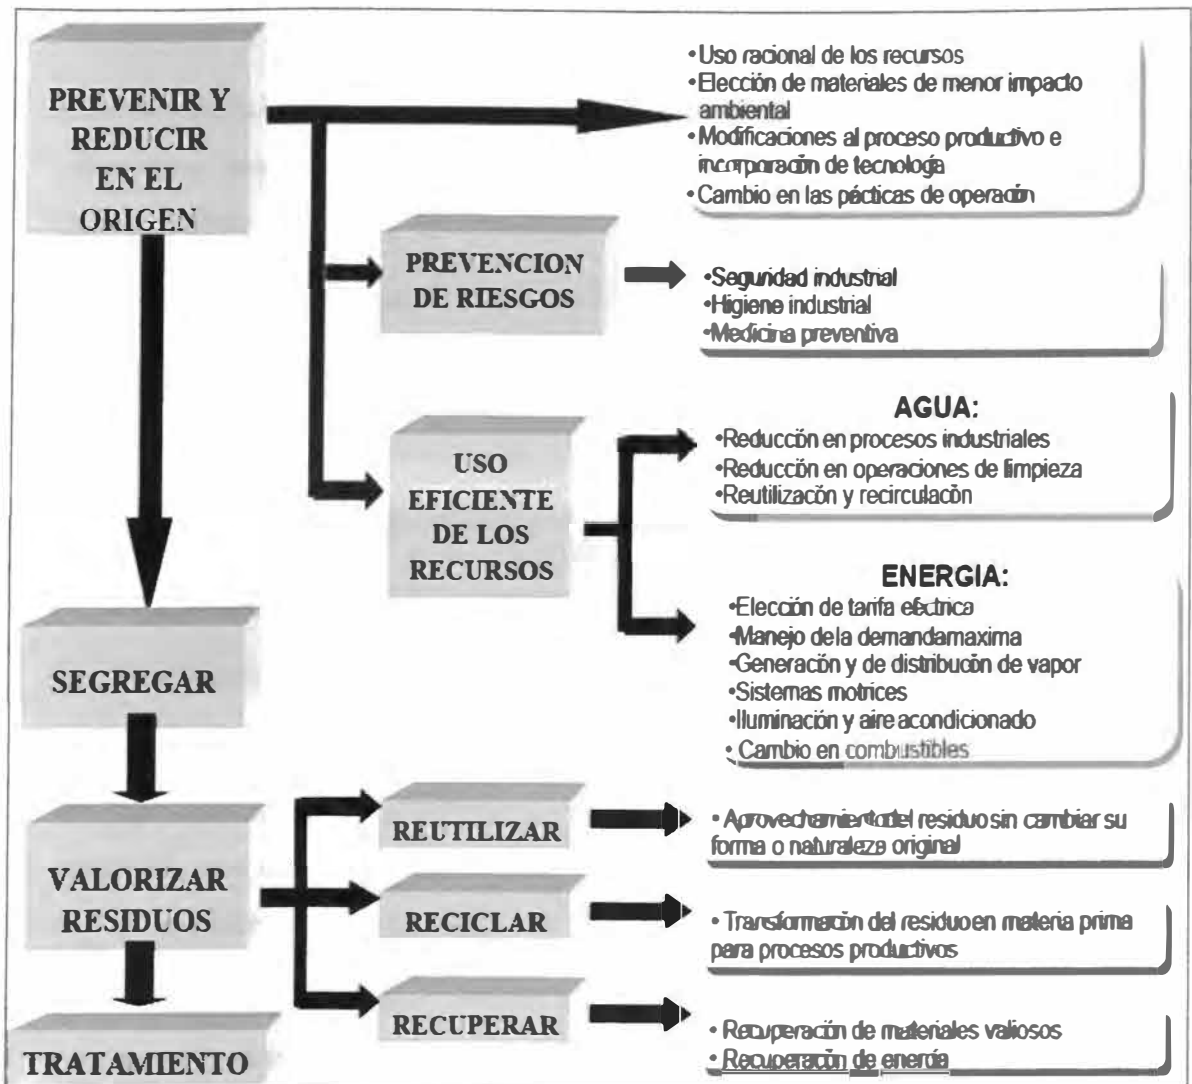 PREVENIR Y
REDUCIR
EN EL
ORIGEN
•Uso racional de los recursos
•Elección de materiales de menor impacto
ambiental
•Modificaciones al proceso productivo e
incorporación de tecnología
•Cambio en las prácticas de operación
PREVENCION
DE RIESGOS
•Seguridad industrial
•Higiene industrial
•Medicina preventiva
USO
EFICIENTE
DE LOS
RECURSOS
AGUA:
•Reducción en procesos industriales
•Reducción en operaciones de limpieza
•Reutilización y recirculación
ENERGIA:
•Elección de tarifa eléctrica
•Manejo de la demanda maxima
•Generación y de distribución de vapor
•Sistemas motrices
•Iluminación y aire acondicionado
• Cambio en combustibles
SEGREGAR
VALORIZAR
RESIDUOS
REUTILIZAR
• Aprovechamiento del residuo sin cambiar su
forma o naturaleza original
RECICLAR
• Transformación del residuo en materia prima
para procesos productivos
RECUPERAR
• Recuperación de materiales valiosos
• Recuperación de energía
TRATAMIENTO